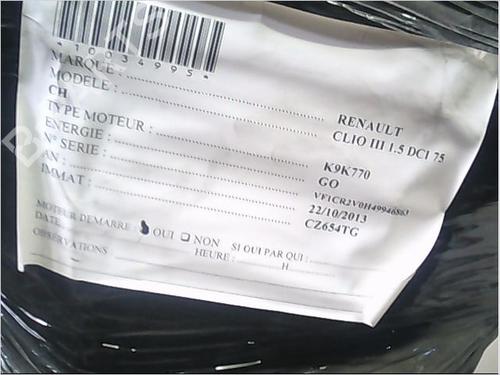 *10034995*
MARQUE : RENAULT
MODELE : CLIO III 1.5 DCI 75
CH
TYPE MOTEUR : K9K770
ENERGIE : GO
N° SERIE :
AN : 22/10/2013
IMMAT : CZ654TG
MOTEUR DEMARRE : OUI NON SI OUI PAR QUI :
DATE HEURE : H
OBSERVATIONS